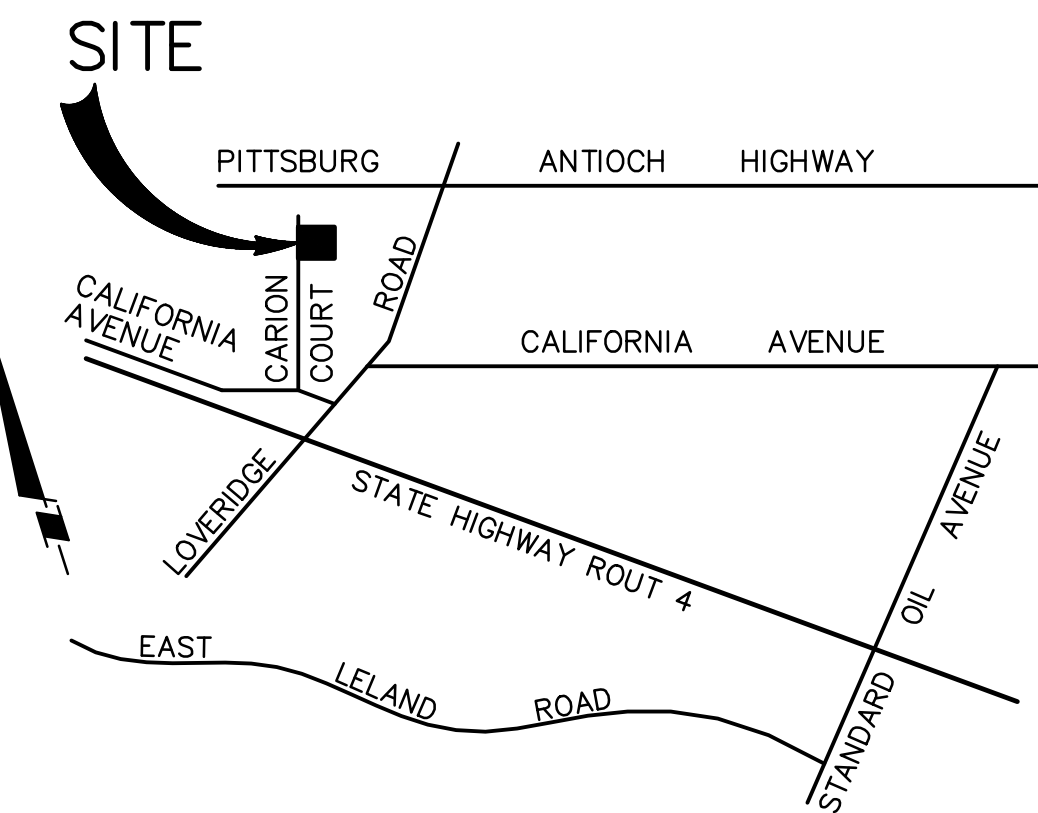 SITE
PITTSBURG ANTIOCH HIGHWAY
ROAD
CALIFORNIA
AVENUE
CARION
COURT
CALIFORNIA AVENUE
LOVERIDGE
STATE HIGHWAY ROUT 4
AVENUE
OIL
STANDARD
EAST LELAND ROAD